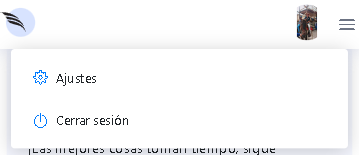 Ajustes
Cerrar sesión
¡Las mejores cosas toman tiempo, sigue